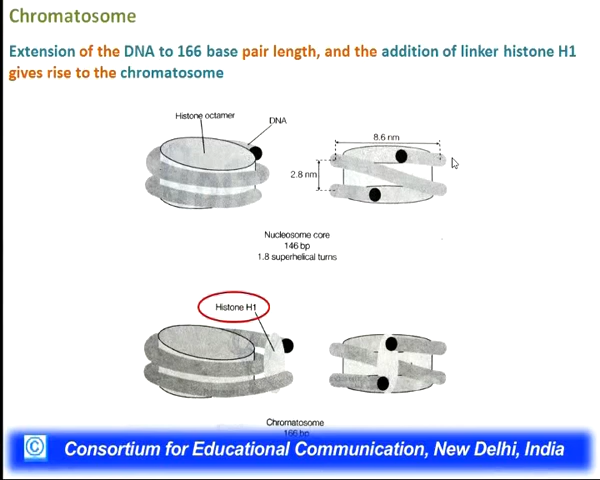 Chromatosome
Extension of the DNA to 166 base pair length, and the addition of linker histone H1
gives rise to the chromatosome
Histone octamer
DNA
8.6 nm
2.8 nm
Nucleosome core
146 bp
1.8 superhelical turns
Histone H1
Chromatosome
166 bp
© Consortium for Educational Communication, New Delhi, India